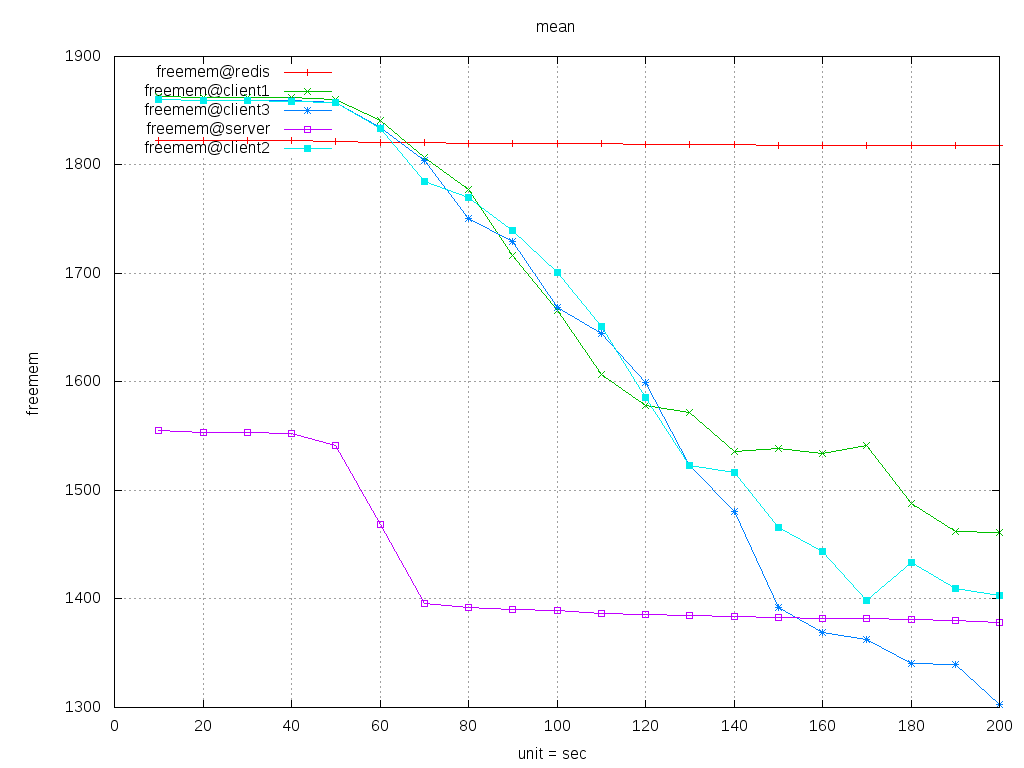 mean
1900
1800
1700
1600
1500
1400
1300
freemem
freemem@redis
freemem@client1
freemem@client3
freemem@server
freemem@client2
0 20 40 60 80 100 120 140 160 180 200
unit = sec